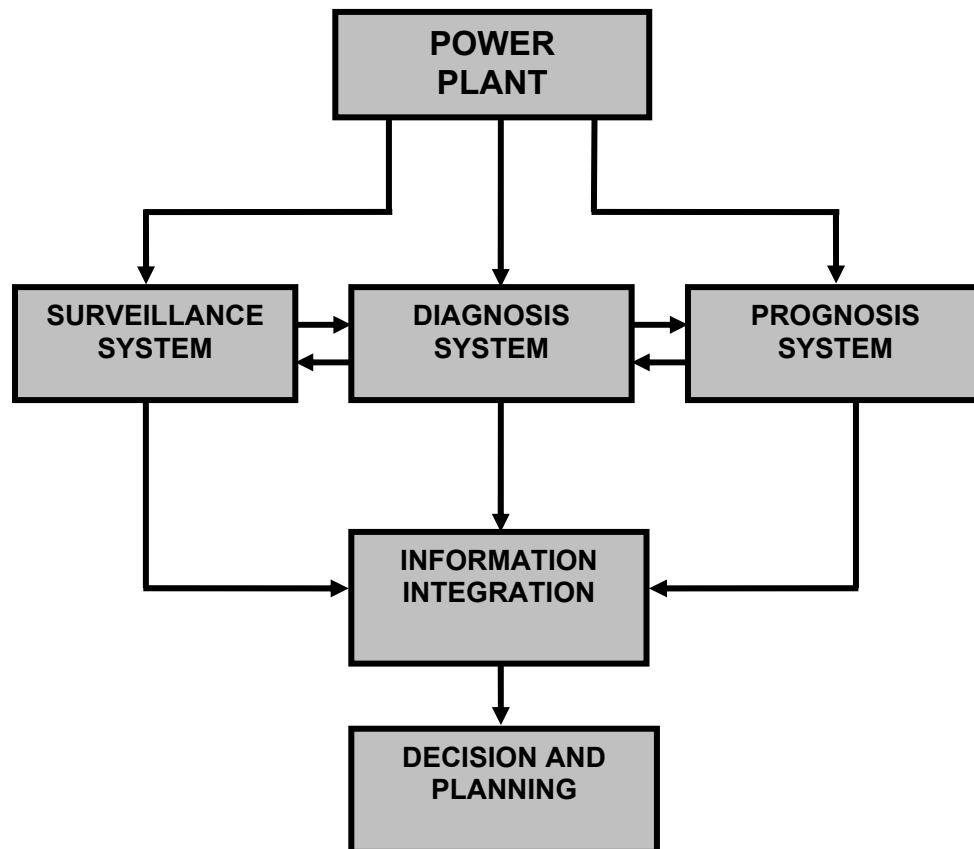 POWER
PLANT
SURVEILLANCE
SYSTEM
DIAGNOSIS
SYSTEM
PROGNOSIS
SYSTEM
INFORMATION
INTEGRATION
DECISION AND
PLANNING